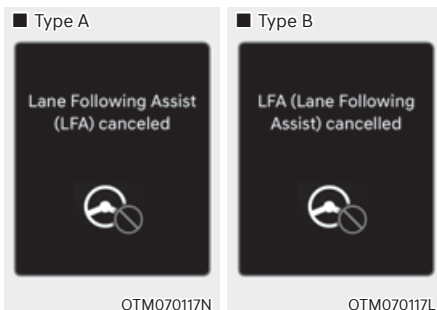 ■ Type A
Lane Following Assist
(LFA) canceled
OTM070117N
■ Type B
LFA (Lane Following
Assist) cancelled
OTM070117L